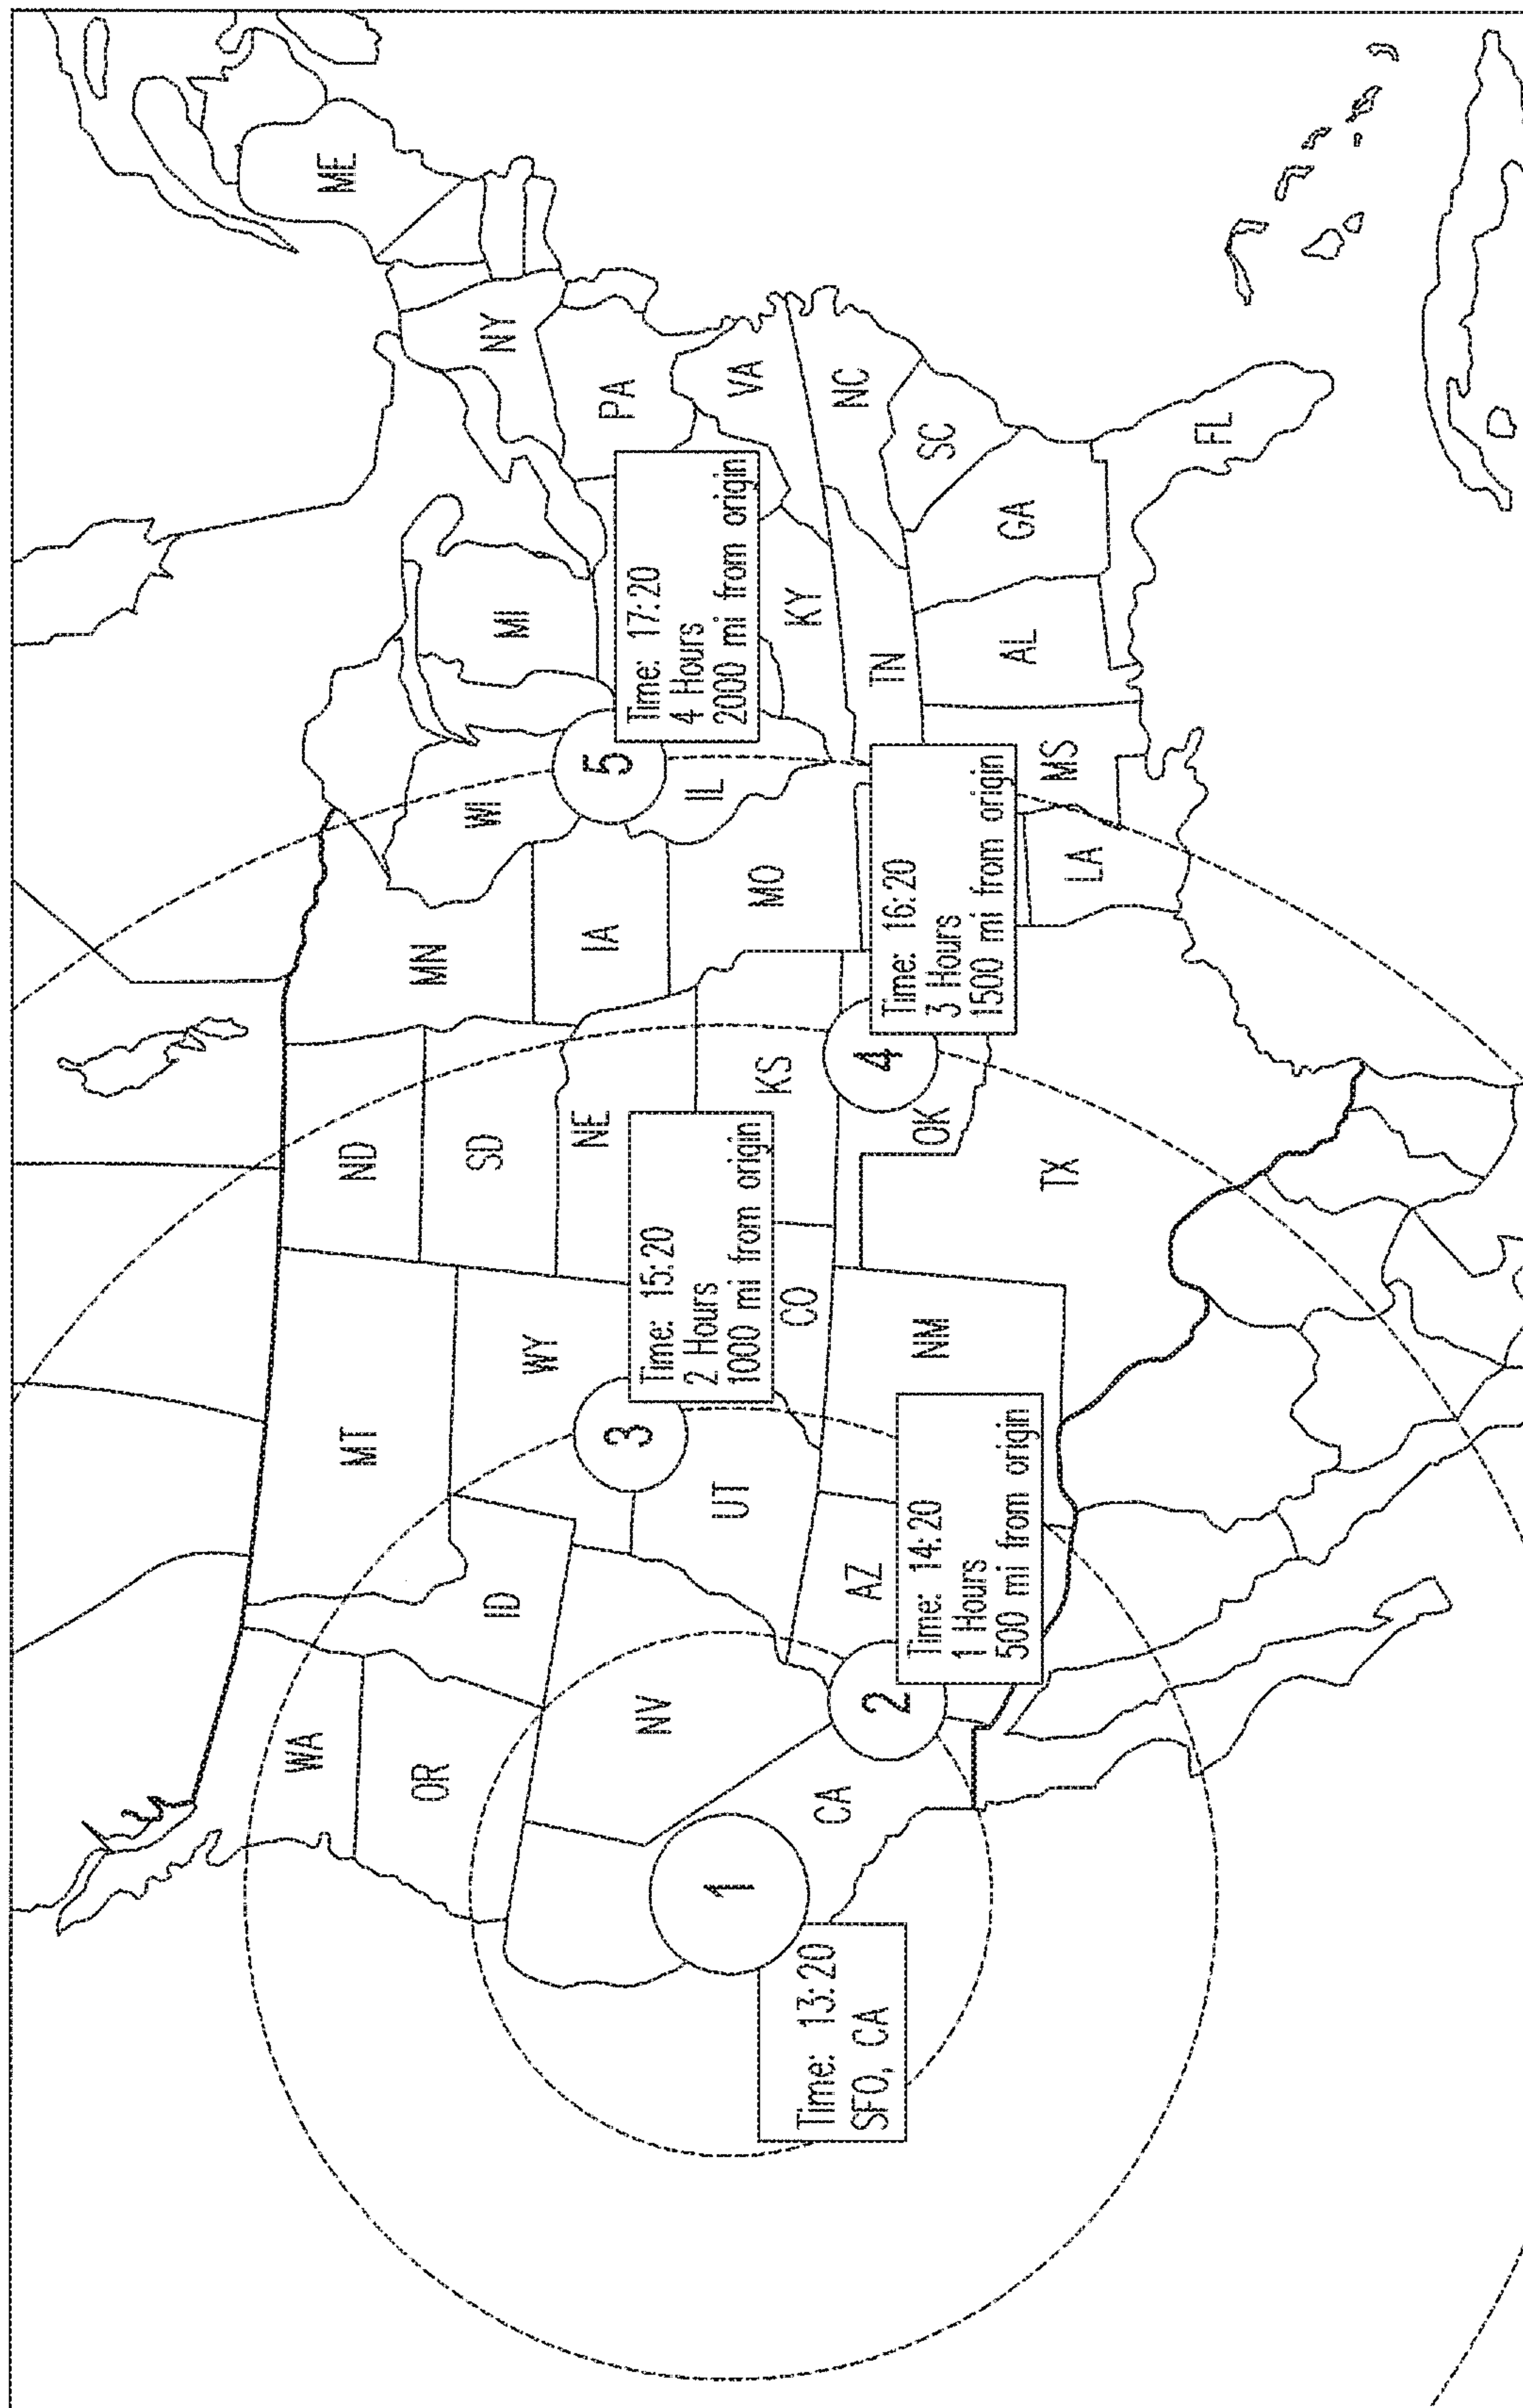 WA
MT
ND
MN
ME
OR
ID
SD
WI
MI
NY
WY
IA
NV
3
NE
5
PA
Time: 17:20
4 Hours
2000 mi from origin
1
UT
Time: 15:20
2 Hours
1000 mi from origin
IL
VA
CA
CO
KS
MO
KY
NC
Time: 13:20
SFO, CA
2
AZ
NM
4
OK
TN
SC
Time: 14:20
1 Hours
500 mi from origin
Time: 16:20
3 Hours
1500 mi from origin
TX
LA
MS
AL
GA
FL